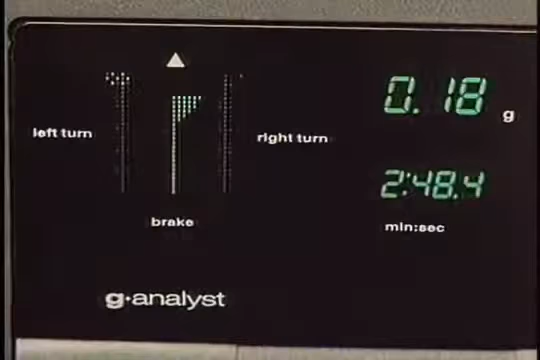 0.18 g
left turn
right turn
2:48.4
brake
min:sec
g·analyst